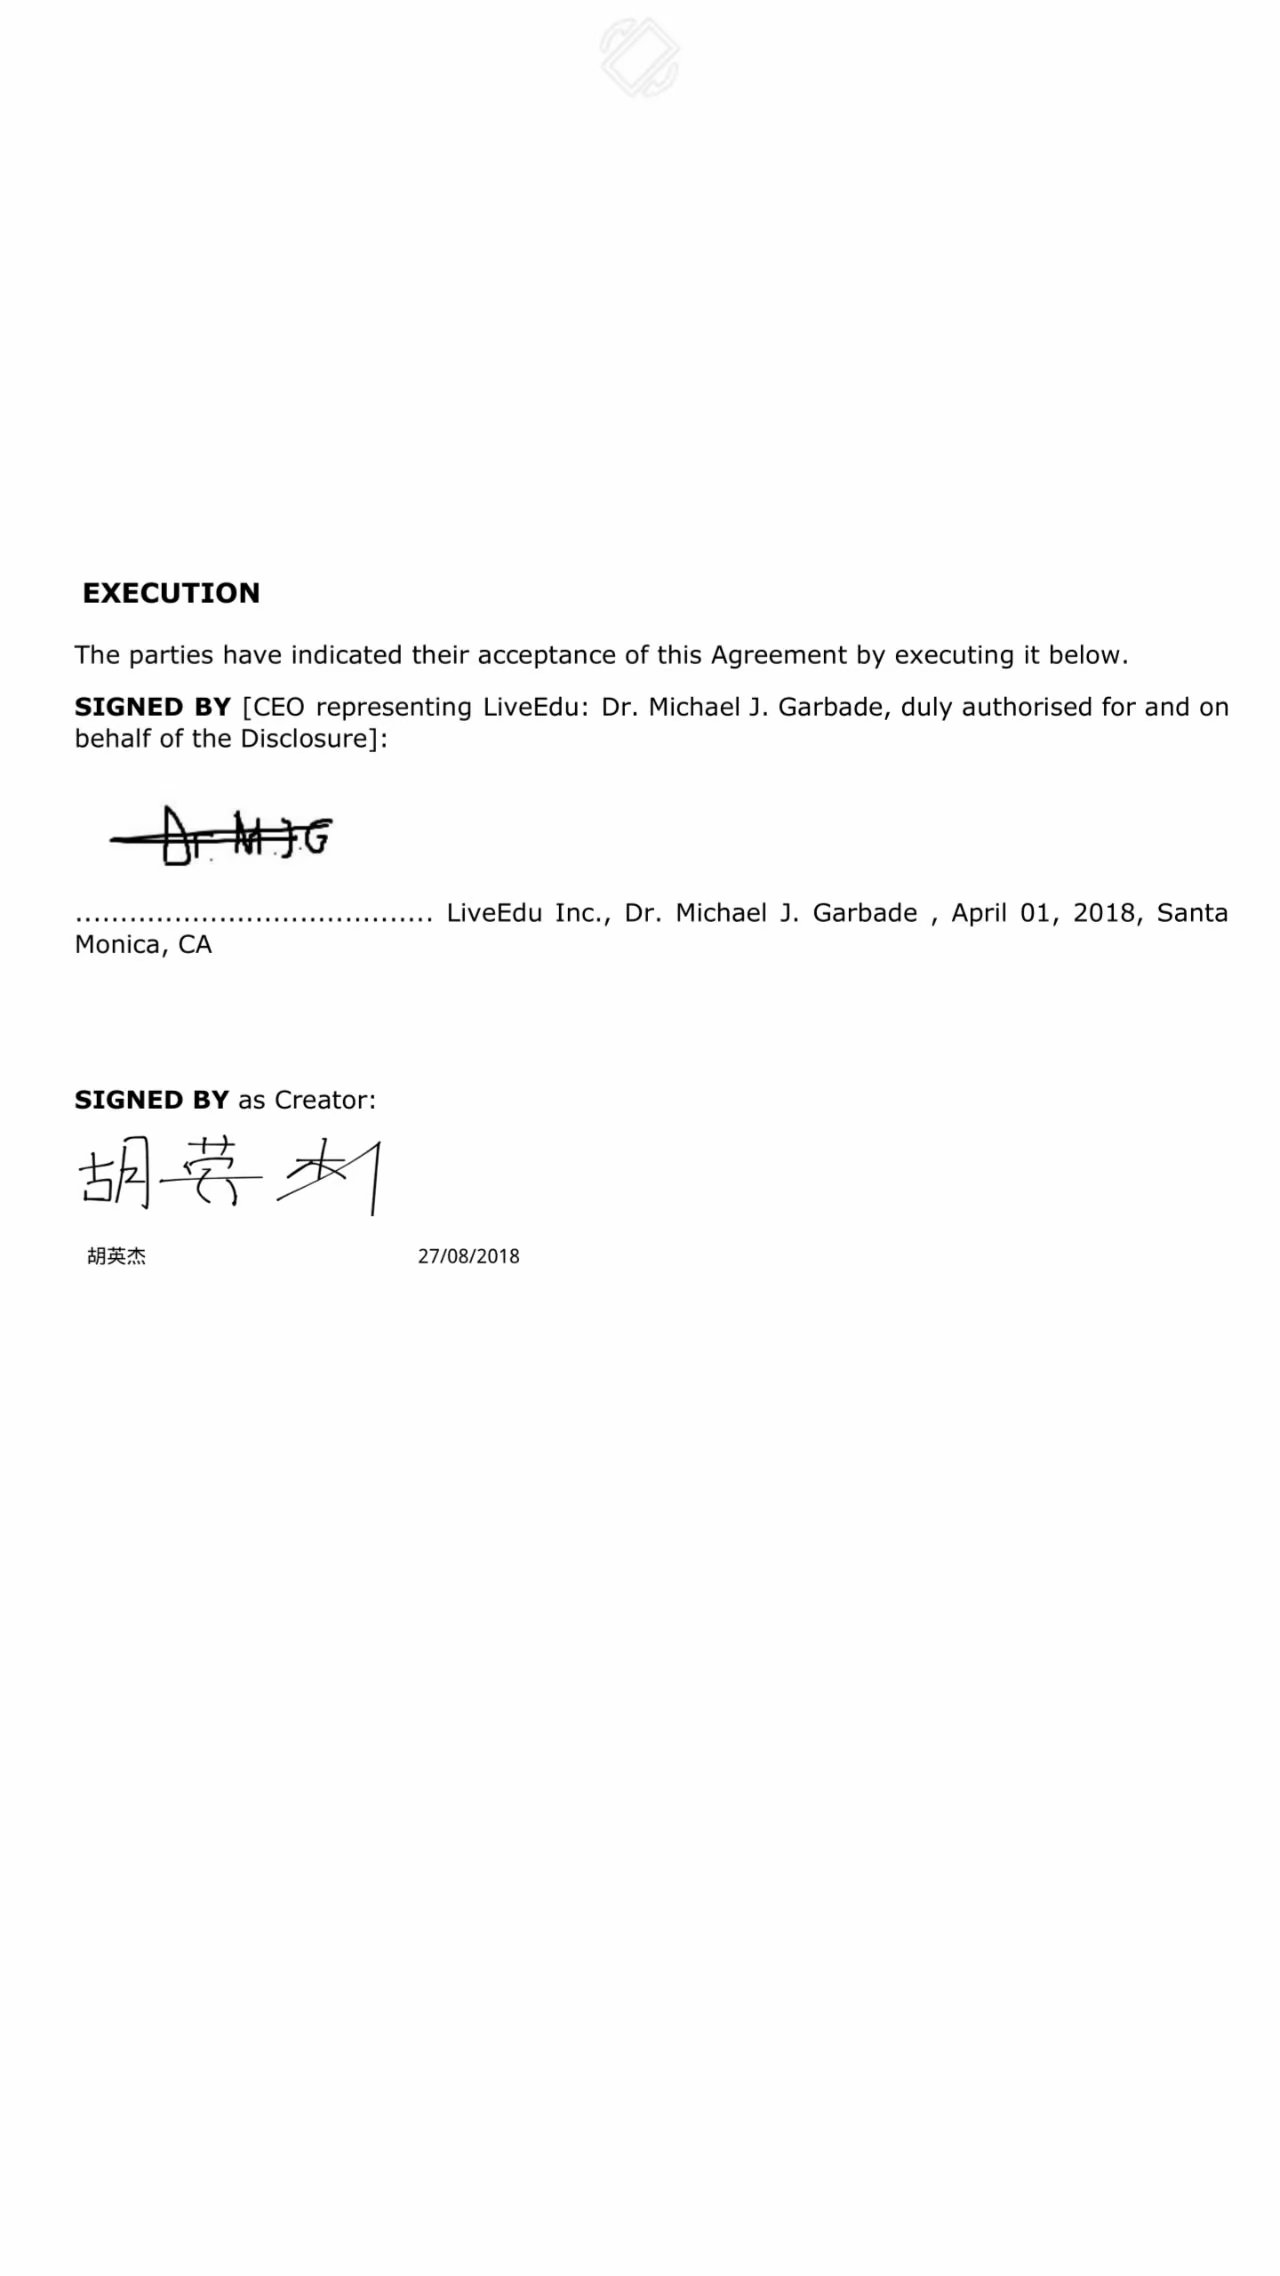 EXECUTION
The parties have indicated their acceptance of this Agreement by executing it below.
SIGNED BY [CEO representing LiveEdu: Dr. Michael J. Garbade, duly authorised for and on
behalf of the Disclosure]:
Dr. M.J.G
........................................ LiveEdu Inc., Dr. Michael J. Garbade , April 01, 2018, Santa
Monica, CA
SIGNED BY as Creator:
胡英杰
胡英杰 27/08/2018